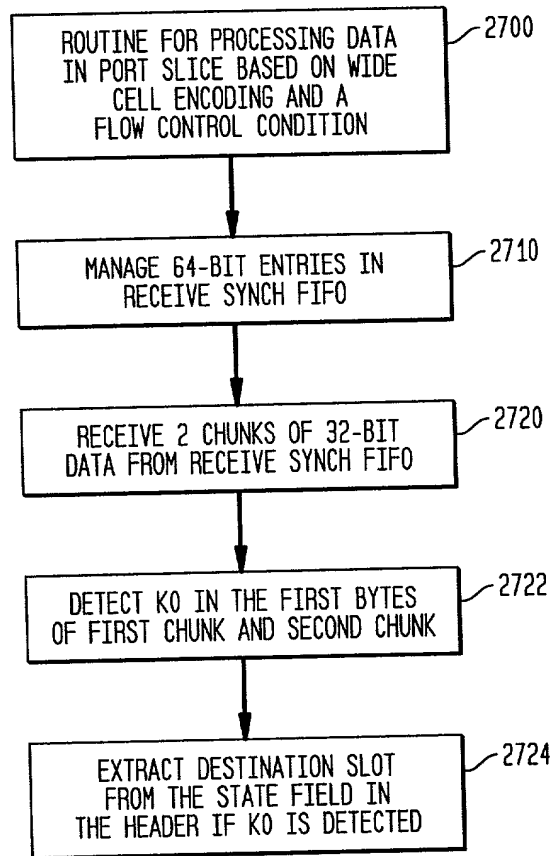 ROUTINE FOR PROCESSING DATA
IN PORT SLICE BASED ON WIDE
CELL ENCODING AND A
FLOW CONTROL CONDITION
2700
MANAGE 64-BIT ENTRIES IN
RECEIVE SYNCH FIFO
2710
RECEIVE 2 CHUNKS OF 32-BIT
DATA FROM RECEIVE SYNCH FIFO
2720
DETECT K0 IN THE FIRST BYTES
OF FIRST CHUNK AND SECOND CHUNK
2722
EXTRACT DESTINATION SLOT
FROM THE STATE FIELD IN
THE HEADER IF K0 IS DETECTED
2724